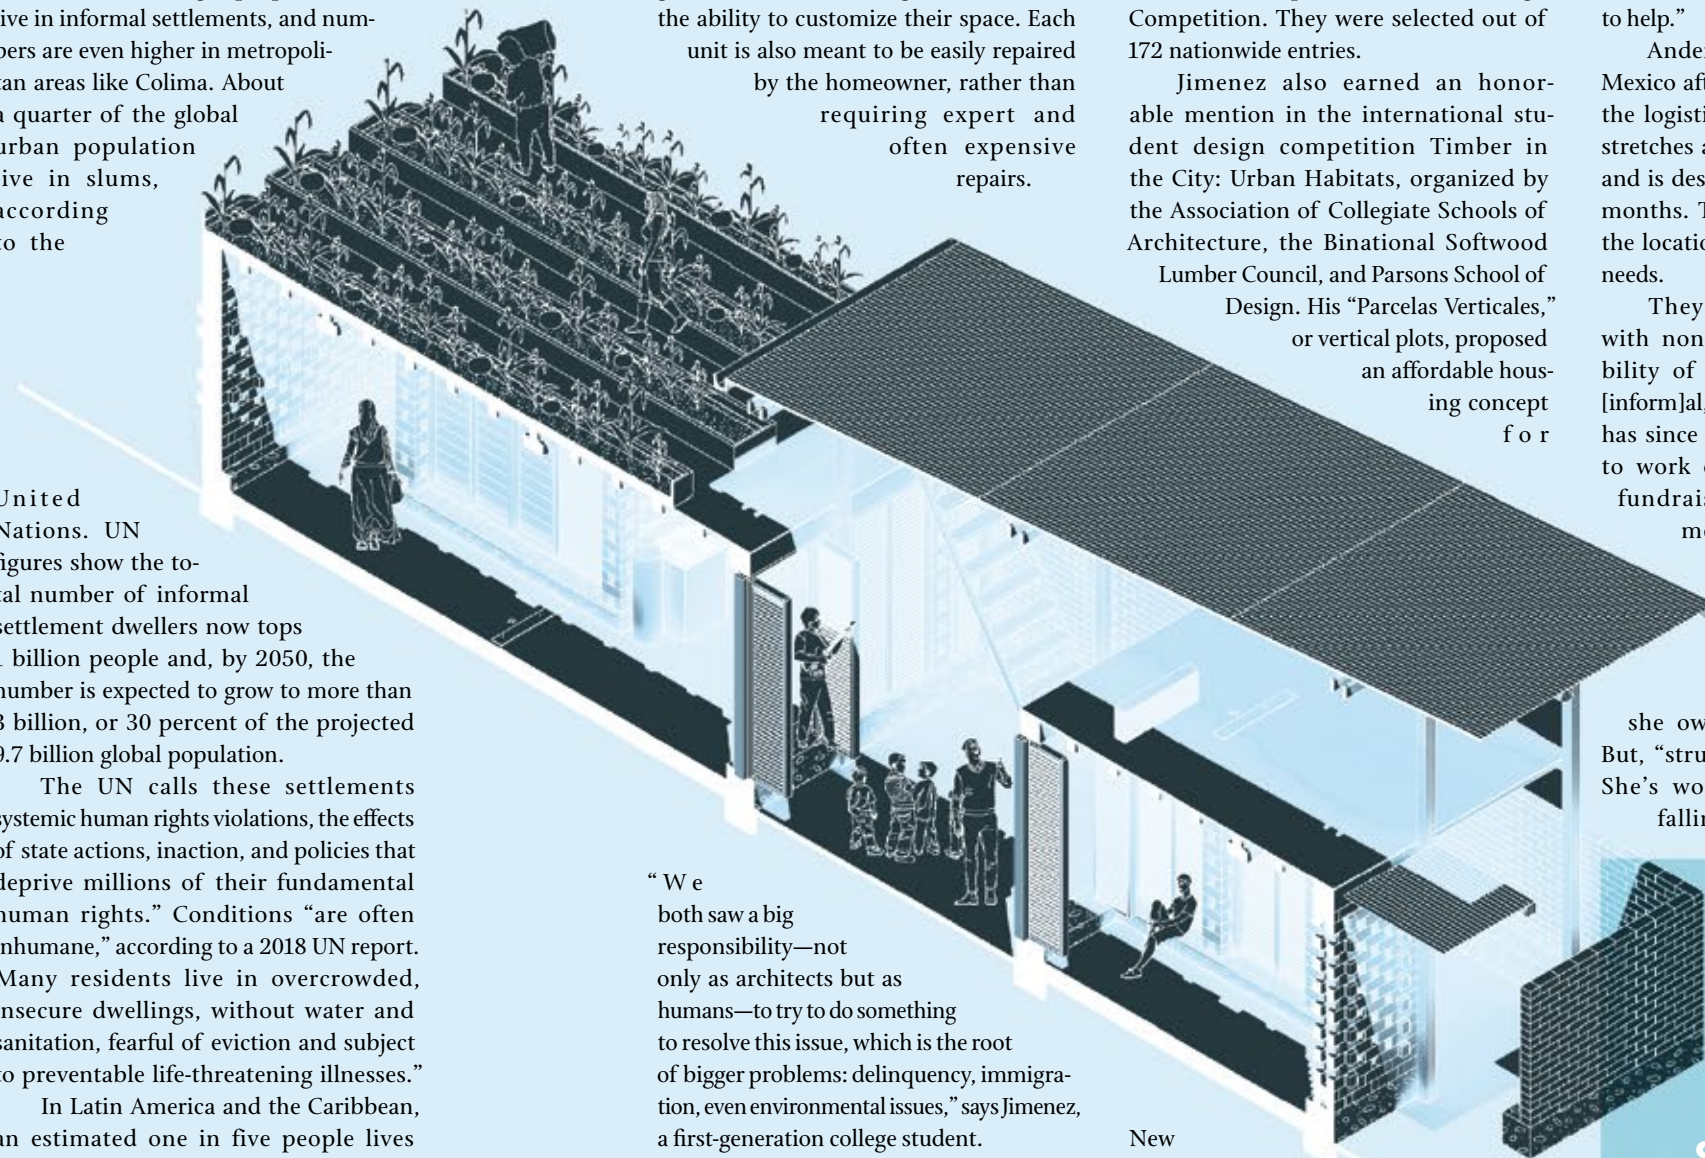 ive in informal settlements, and num-
bers are even higher in metropoli-
tan areas like Colima. About
a quarter of the global
urban population
ive in slums,
according
to the
United
Nations. UN
figures show the to-
tal number of informal
settlement dwellers now tops
1 billion people and, by 2050, the
number is expected to grow to more than
3 billion, or 30 percent of the projected
9.7 billion global population.
The UN calls these settlements
systemic human rights violations, the effects
of state actions, inaction, and policies that
deprive millions of their fundamental
human rights.” Conditions “are often
inhumane,” according to a 2018 UN report.
Many residents live in overcrowded,
insecure dwellings, without water and
sanitation, fearful of eviction and subject
to preventable life-threatening illnesses.”
In Latin America and the Caribbean,
an estimated one in five people lives
the ability to customize their space. Each
unit is also meant to be easily repaired
by the homeowner, rather than
requiring expert and
often expensive
repairs.
“We
both saw a big
responsibility—not
only as architects but as
humans—to try to do something
to resolve this issue, which is the root
of bigger problems: delinquency, immigra-
tion, even environmental issues,” says Jimenez,
a first-generation college student.
Competition. They were selected out of
172 nationwide entries.
Jimenez also earned an honor-
able mention in the international stu-
dent design competition Timber in
the City: Urban Habitats, organized by
the Association of Collegiate Schools of
Architecture, the Binational Softwood
Lumber Council, and Parsons School of
Design. His “Parcelas Verticales,”
or vertical plots, proposed
an affordable hous-
ing concept
for
New
to help.”
Ande
Mexico aft
the logisti
stretches a
and is des
months. T
the locatio
needs.
They
with non
bility of
[inform]al,
has since
to work
fundrais
mo
she ow
But, “stru
She’s wo
fallin